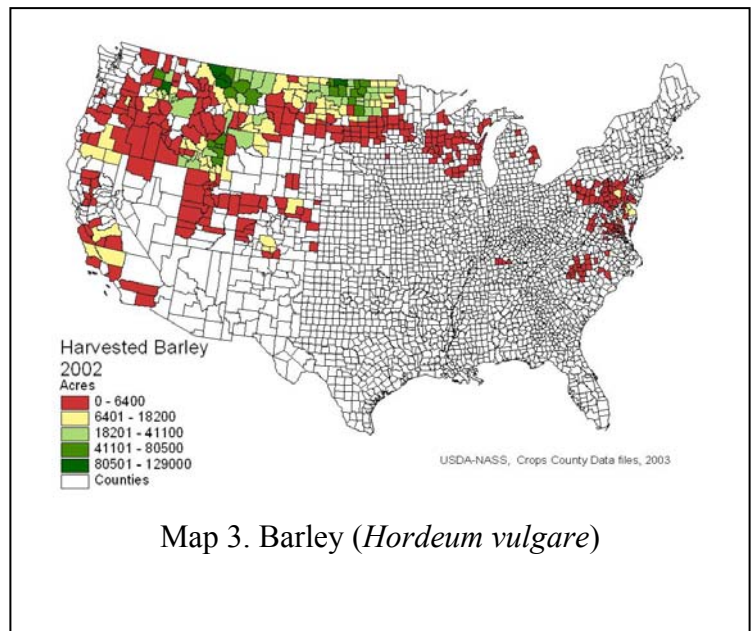 Harvested Barley
2002
Acres
0 - 6400
6401 - 18200
18201 - 41100
41101 - 80500
80501 - 129000
Counties
USDA-NASS, Crops County Data files, 2003
Map 3. Barley (Hordeum vulgare)